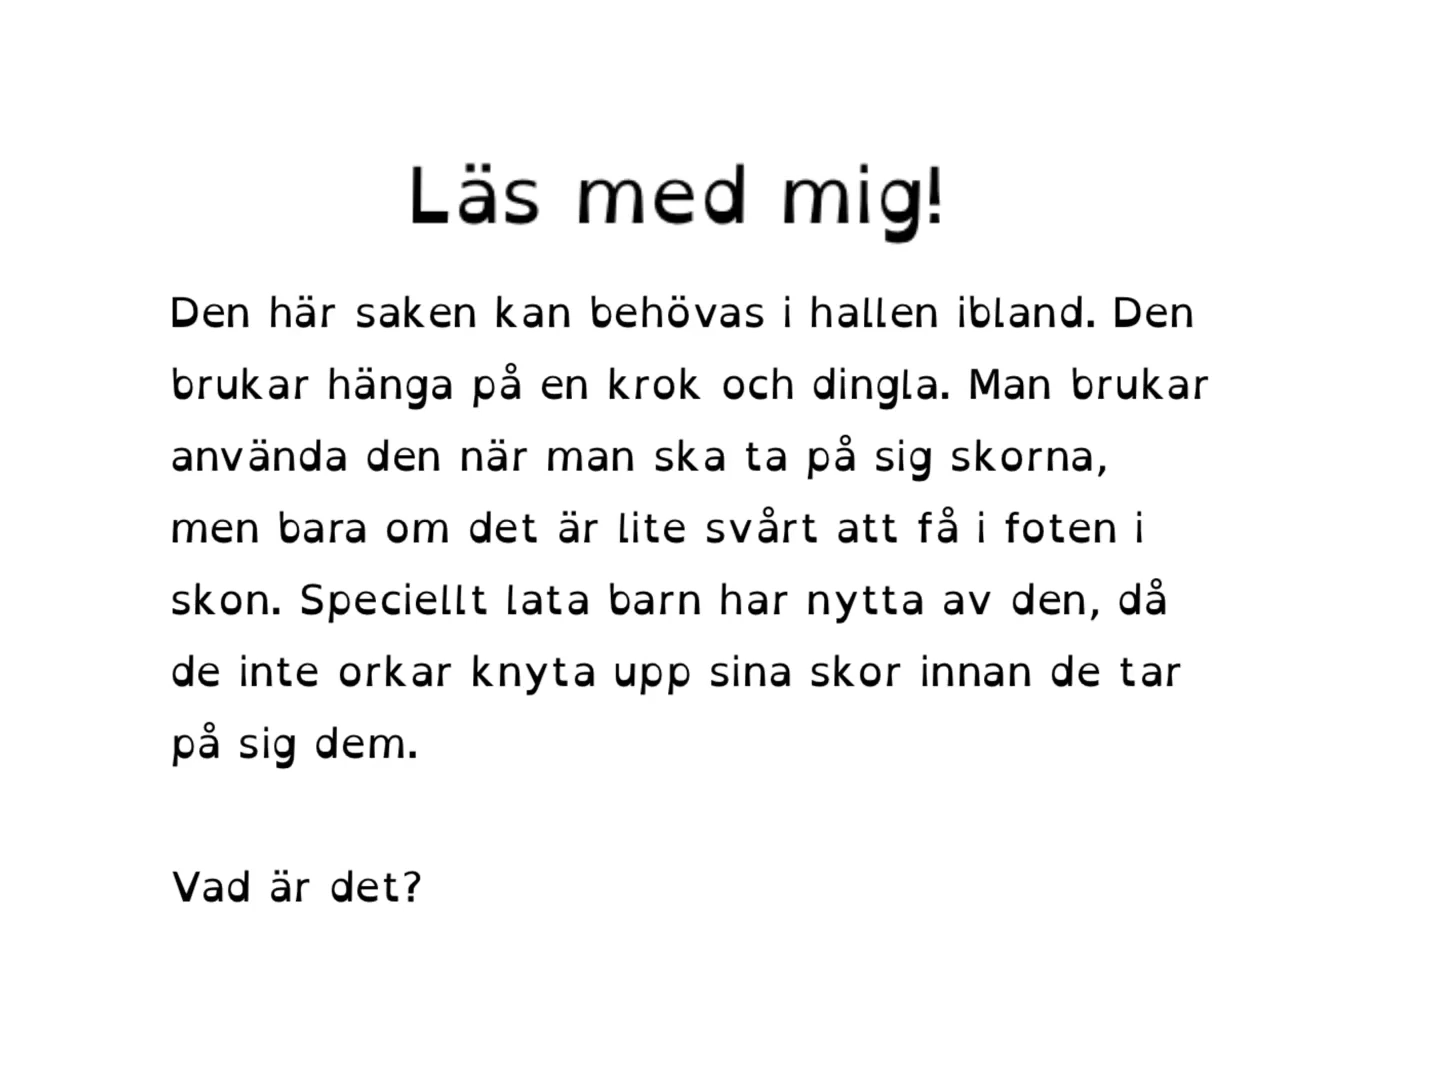 Läs med mig!
Den här saken kan behövas i hallen ibland. Den
brukar hänga på en krok och dingla. Man brukar
använda den när man ska ta på sig skorna,
men bara om det är lite svårt att få i foten i
skon. Speciellt lata barn har nytta av den, då
de inte orkar knyta upp sina skor innan de tar
på sig dem.
Vad är det?